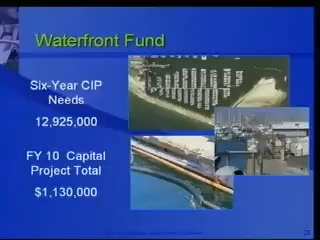 Waterfront Fund
Six-Year CIP
Needs
12,925,000
FY 10 Capital
Project Total
$1,130,000